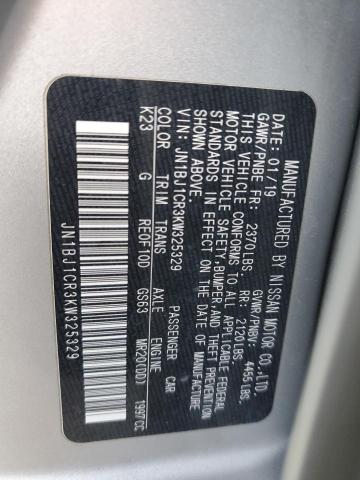 MANUFACTURED BY NISSAN MOTOR CO.,LTD.
DATE: 01/19 GVWR/PNBV: 4455LBS.
GAWR/PNBE FR: 2370LBS. RR: 2120LBS.
THIS VEHICLE CONFORMS TO ALL APPLICABLE FEDERAL
MOTOR VEHICLE SAFETY,BUMPER,AND THEFT PREVENTION
STANDARDS IN EFFECT ON THE DATE OF MANUFACTURE
SHOWN ABOVE.
VIN: JN1BJ1CR3KW325329 PASSENGER CAR
COLOR TRIM TRANS AXLE ENGINE
K23 G RE0F10D GS63 MR20(DD) 1997CC
JN1BJ1CR3KW325329